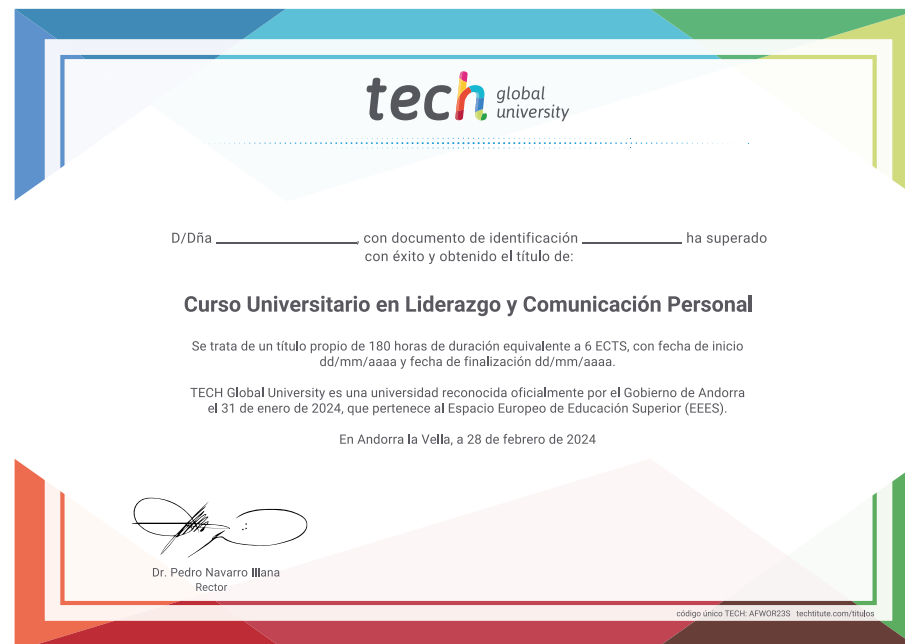 tech global university
D/Dña ________________, con documento de identificación ____________ ha superado
con éxito y obtenido el título de:
Curso Universitario en Liderazgo y Comunicación Personal
Se trata de un título propio de 180 horas de duración equivalente a 6 ECTS, con fecha de inicio
dd/mm/aaaa y fecha de finalización dd/mm/aaaa.
TECH Global University es una universidad reconocida oficialmente por el Gobierno de Andorra
el 31 de enero de 2024, que pertenece al Espacio Europeo de Educación Superior (EEES).
En Andorra la Vella, a 28 de febrero de 2024
Dr. Pedro Navarro Illana
Rector
código único TECH: AFWOR23S techtitute.com/titulos